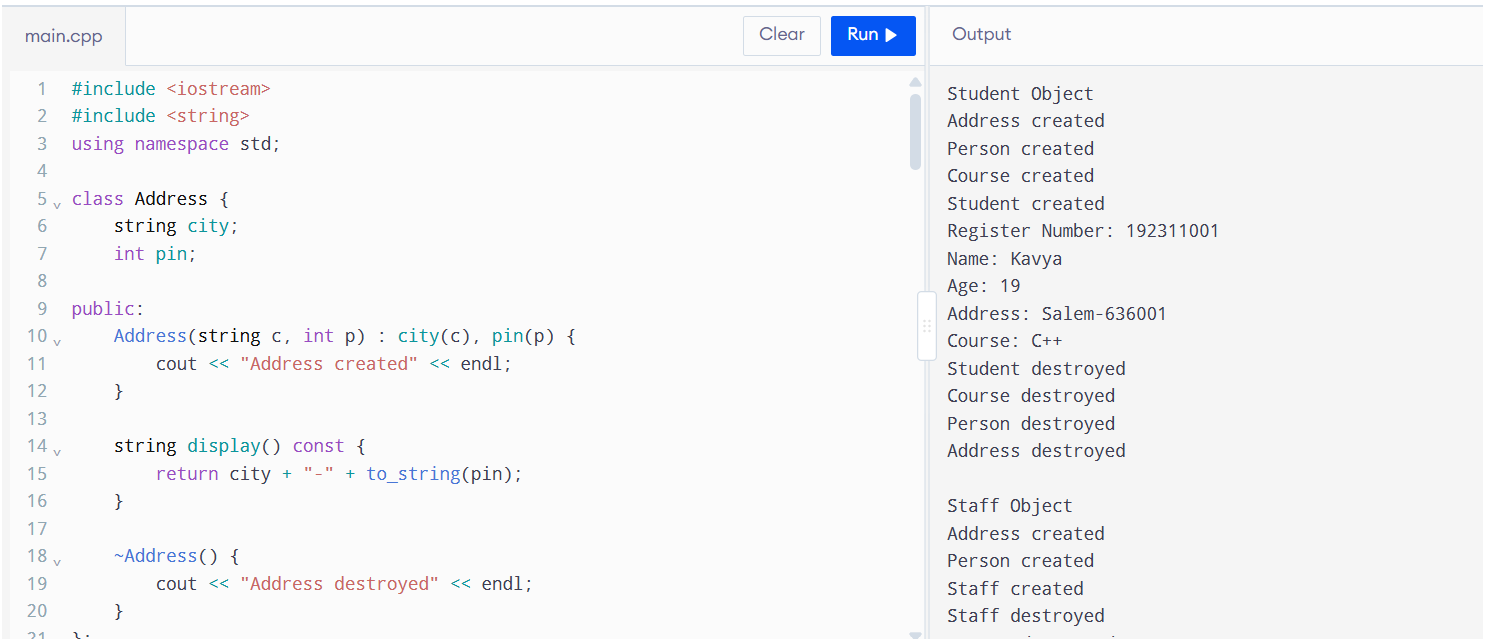 main.cpp
Clear
Run
Output
1 #include <iostream>
2 #include <string>
3 using namespace std;
4
5 class Address {
6     string city;
7     int pin;
8
9 public:
10     Address(string c, int p) : city(c), pin(p) {
11         cout << "Address created" << endl;
12     }
13
14     string display() const {
15         return city + "-" + to_string(pin);
16     }
17
18     ~Address() {
19         cout << "Address destroyed" << endl;
20     }
21 };
Student Object
Address created
Person created
Course created
Student created
Register Number: 192311001
Name: Kavya
Age: 19
Address: Salem-636001
Course: C++
Student destroyed
Course destroyed
Person destroyed
Address destroyed

Staff Object
Address created
Person created
Staff created
Staff destroyed